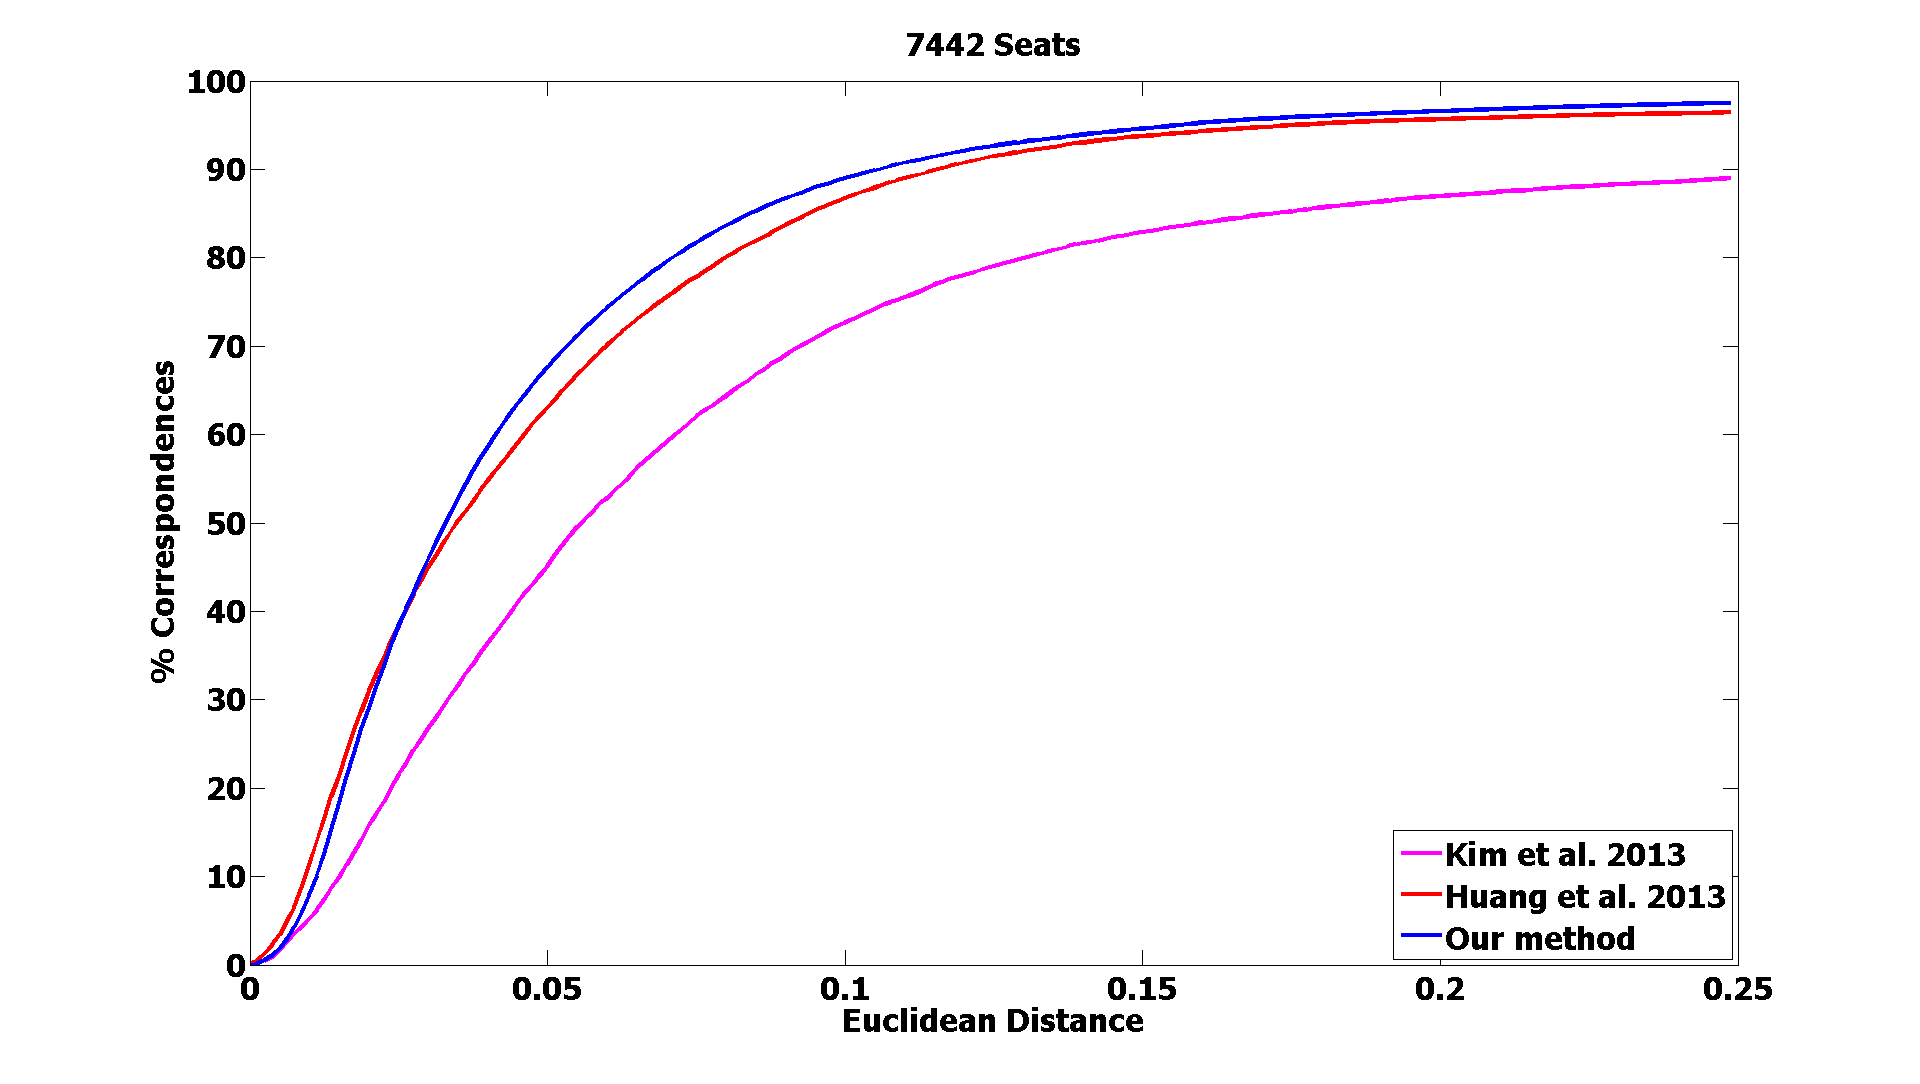 7442 Seats
100
90
80
70
60
50
40
30
20
10
0
% Correspondences
0 0.05 0.1 0.15 0.2 0.25
Euclidean Distance
Kim et al. 2013
Huang et al. 2013
Our method